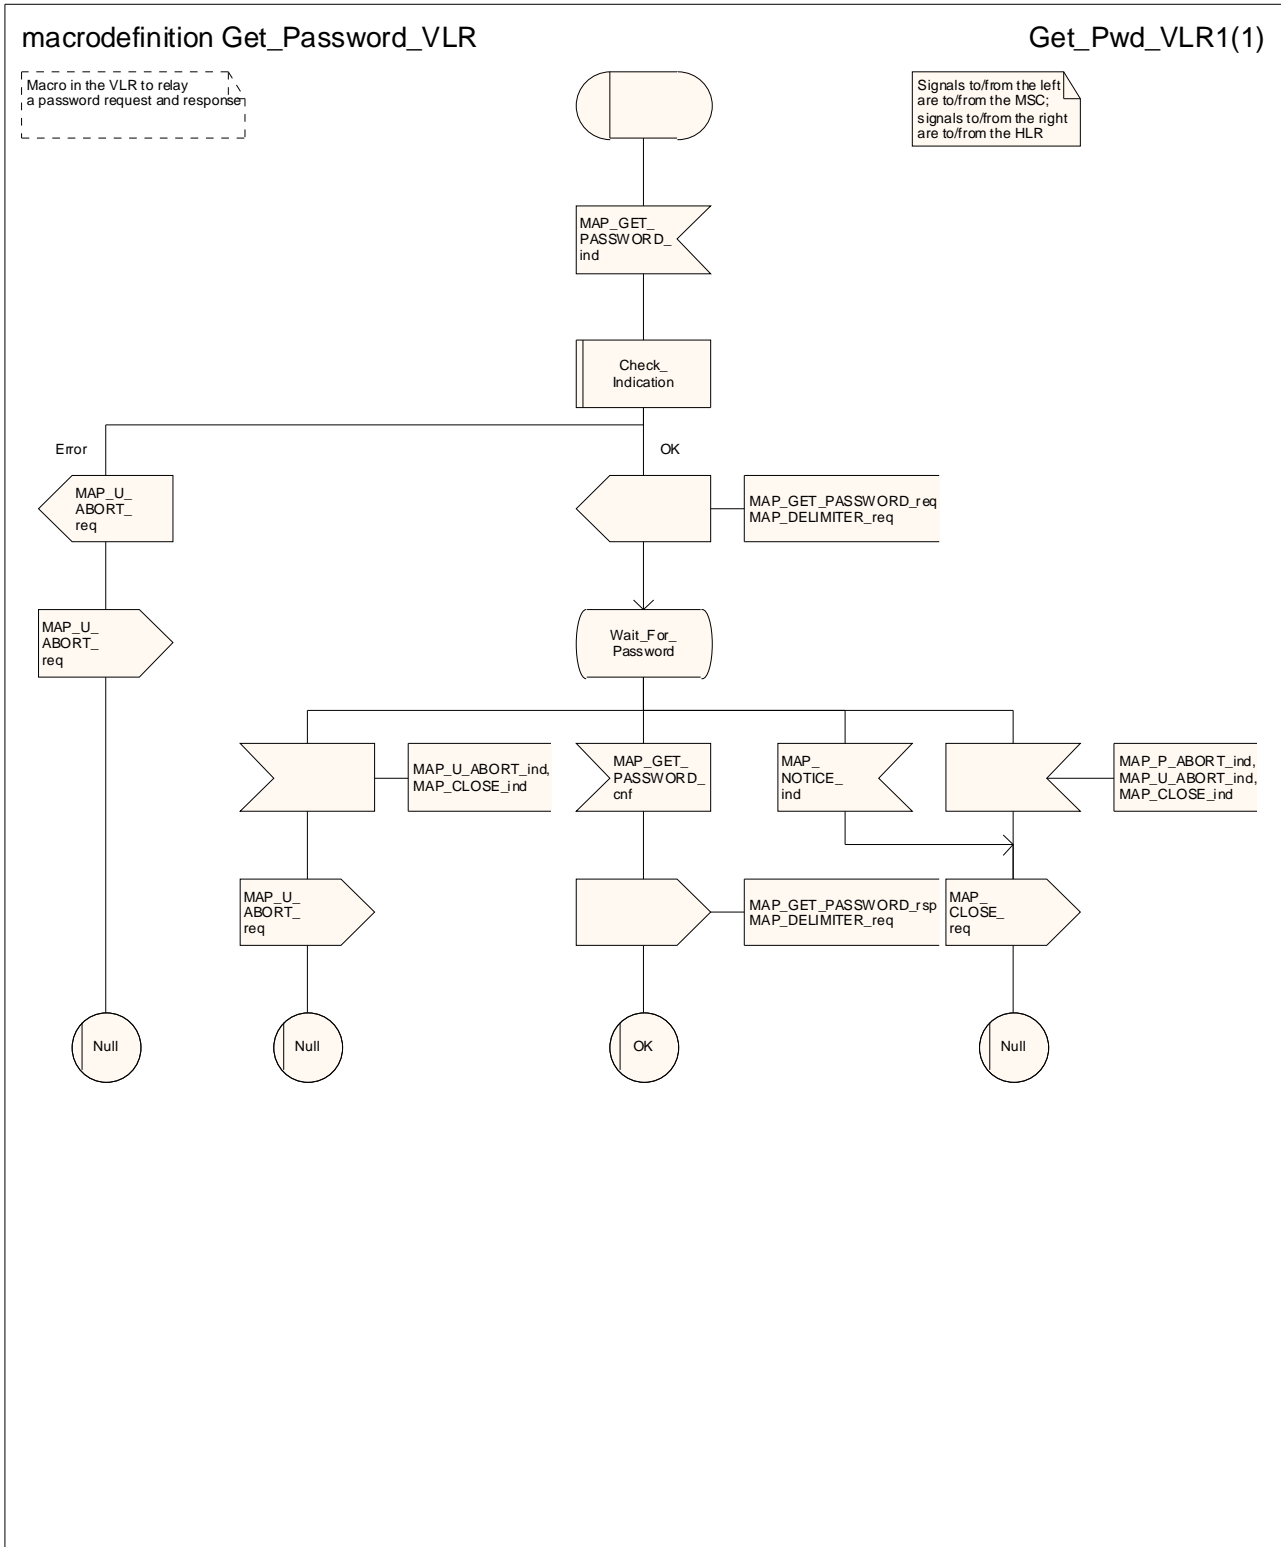 macrodefinition Get_Password_VLR
Get_Pwd_VLR1(1)
Macro in the VLR to relay
a password request and response
Signals to/from the left
are to/from the MSC;
signals to/from the right
are to/from the HLR
MAP_GET_
PASSWORD_
ind
Check_
Indication
Error
OK
MAP_U_
ABORT_
req
MAP_GET_PASSWORD_req
MAP_DELIMITER_req
MAP_U_
ABORT_
req
Wait_For_
Password
MAP_U_ABORT_ind,
MAP_CLOSE_ind
MAP_GET_
PASSWORD_
cnf
MAP_
NOTICE_
ind
MAP_P_ABORT_ind,
MAP_U_ABORT_ind,
MAP_CLOSE_ind
MAP_U_
ABORT_
req
MAP_GET_PASSWORD_rsp
MAP_DELIMITER_req
MAP_
CLOSE_
req
Null
Null
OK
Null